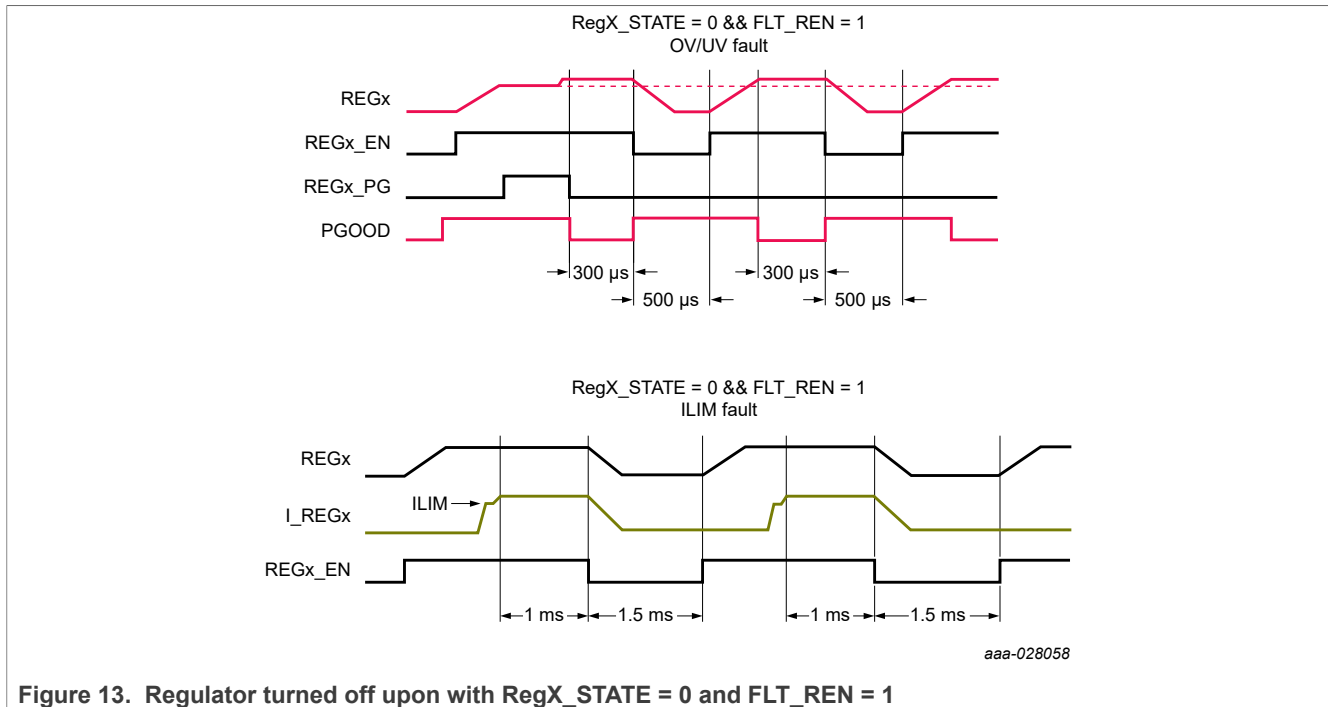 RegX_STATE = 0 && FLT_REN = 1
OV/UV fault
REGx
REGx_EN
REGx_PG
PGOOD
300 µs
300 µs
500 µs
500 µs
RegX_STATE = 0 && FLT_REN = 1
ILIM fault
REGx
ILIM
I_REGx
REGx_EN
1 ms
1.5 ms
1 ms
1.5 ms
aaa-028058
Figure 13. Regulator turned off upon with RegX_STATE = 0 and FLT_REN = 1